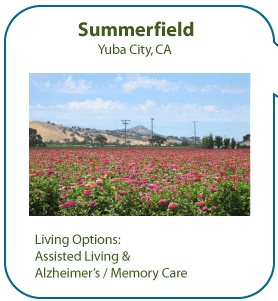 Summerfield
Yuba City, CA
Living Options:
Assisted Living &
Alzheimer's / Memory Care